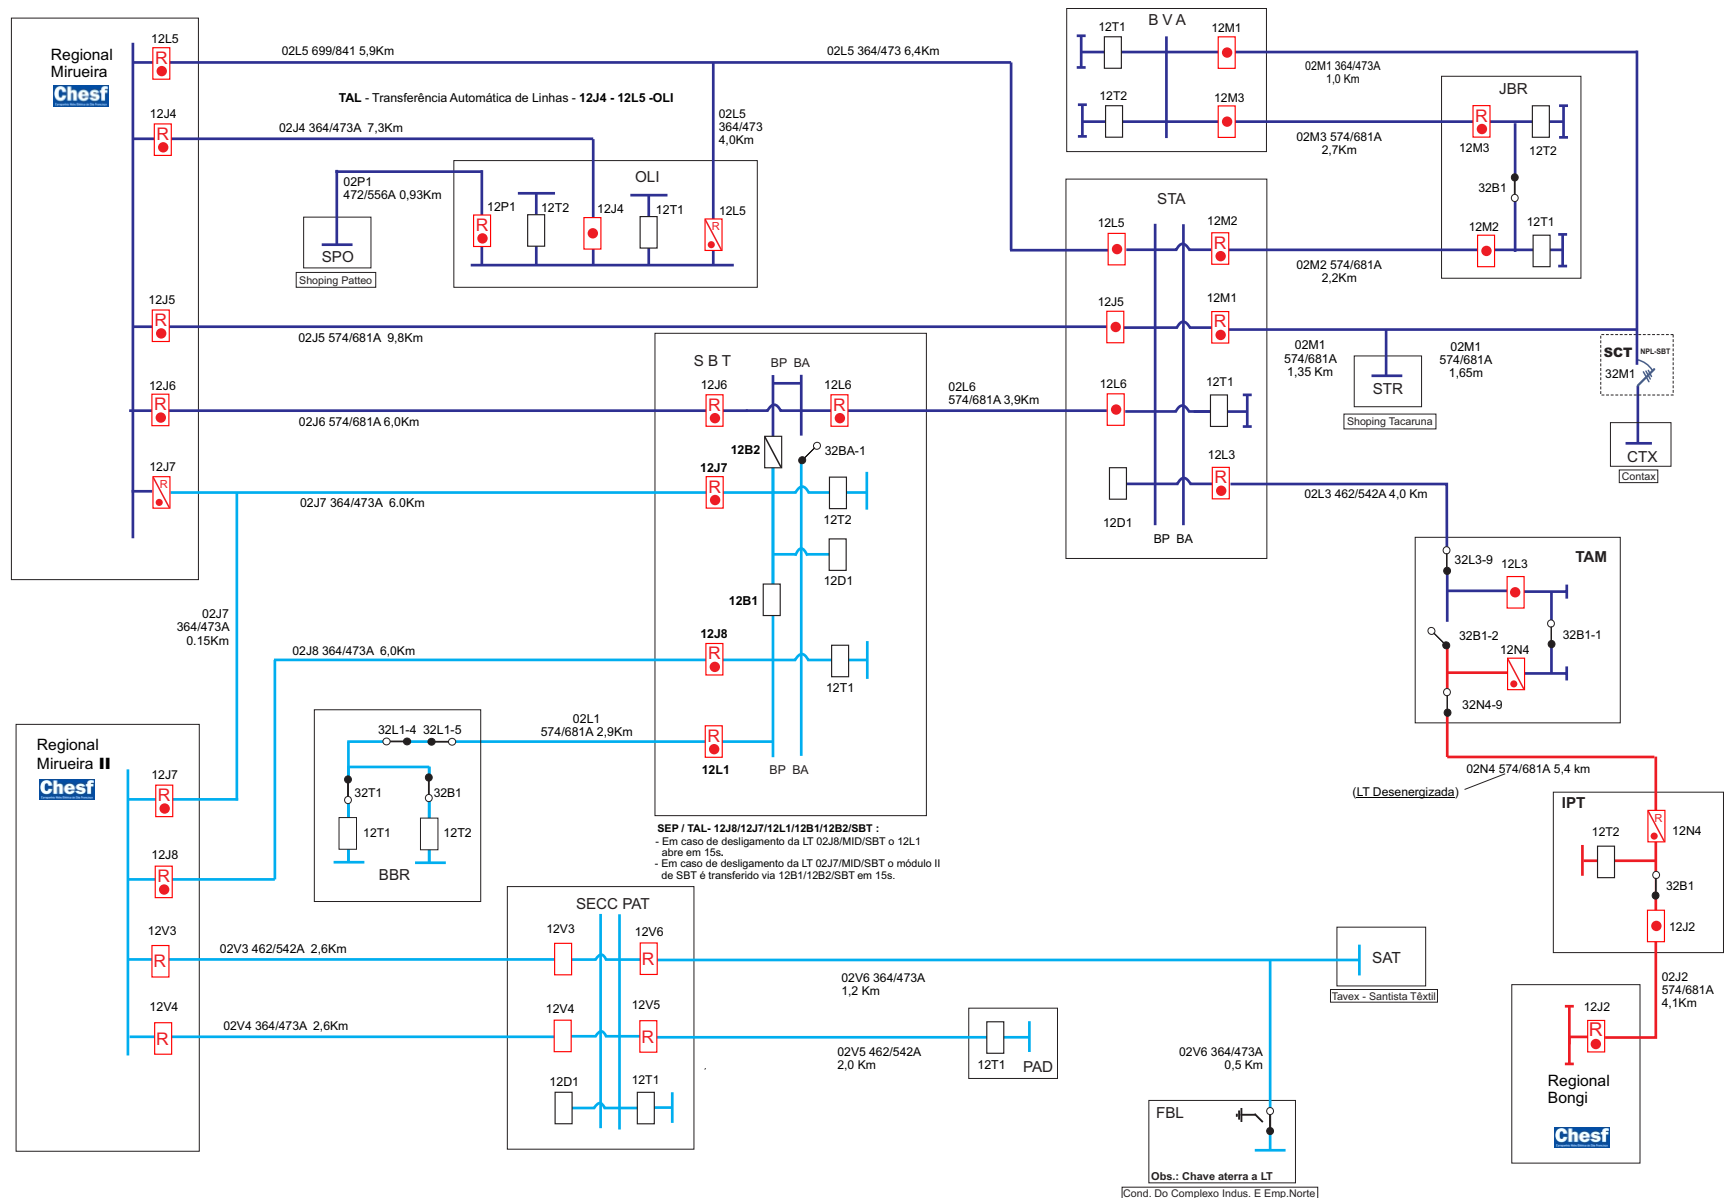 Regional
Mirueira
Chesf
12L5
02L5 699/841 5,9Km
02L5 364/473 6,4Km
TAL - Transferência Automática de Linhas - 12J4 - 12L5 -OLI
12J4
02J4 364/473A 7,3Km
02L5
364/473
4,0Km
02P1
472/556A 0,93Km
OLI
12P1
12T2
12J4
12T1
12L5
SPO
Shoping Patteo
12J5
02J5 574/681A 9,8Km
12J6
02J6 574/681A 6,0Km
12J7
02J7 364/473A 6.0Km
02J7
364/473A
0.15Km
B V A
12T1
12M1
12T2
12M3
02M1 364/473A
1,0 Km
02M3 574/681A
2,7Km
JBR
12M3
12T2
32B1
12M2
12T1
STA
12L5
12M2
02M2 574/681A
2,2Km
12J5
12M1
02M1
574/681A
1,35 Km
02M1
574/681A
1,65m
STR
Shoping Tacaruna
SCT NPL-SBT
32M1
CTX
Contax
12L6
12T1
12L3
12D1
BP BA
02L3 462/542A 4,0 Km
S B T
BP BA
12J6
12L6
02L6
574/681A 3,9Km
12B2
32BA-1
12J7
12T2
12D1
12B1
12J8
12T1
12L1
BP BA
02J8 364/473A 6,0Km
02L1
574/681A 2,9Km
SEP / TAL- 12J8/12J7/12L1/12B1/12B2/SBT :
- Em caso de desligamento da LT 02J8/MID/SBT o 12L1
abre em 15s.
- Em caso de desligamento da LT 02J7/MID/SBT o módulo II
de SBT é transferido via 12B1/12B2/SBT em 15s.
TAM
32L3-9
12L3
32B1-2
32B1-1
12N4
32N4-9
02N4 574/681A 5,4 km
(LT Desenergizada)
IPT
12T2
12N4
32B1
12J2
02J2
574/681A
4,1Km
12J2
Regional
Bongi
Chesf
Regional
Mirueira II
Chesf
12J7
12J8
12V3
12V4
32L1-4 32L1-5
32T1
32B1
12T1
12T2
BBR
02V3 462/542A 2,6Km
02V4 364/473A 2,6Km
SECC PAT
12V3
12V6
12V4
12V5
12D1
12T1
02V6 364/473A
1,2 Km
02V5 462/542A
2,0 Km
12T1
PAD
SAT
Tavex - Santista Têxtil
02V6 364/473A
0,5 Km
FBL
Obs.: Chave aterra a LT
Cond. Do Complexo Indus. E Emp.Norte